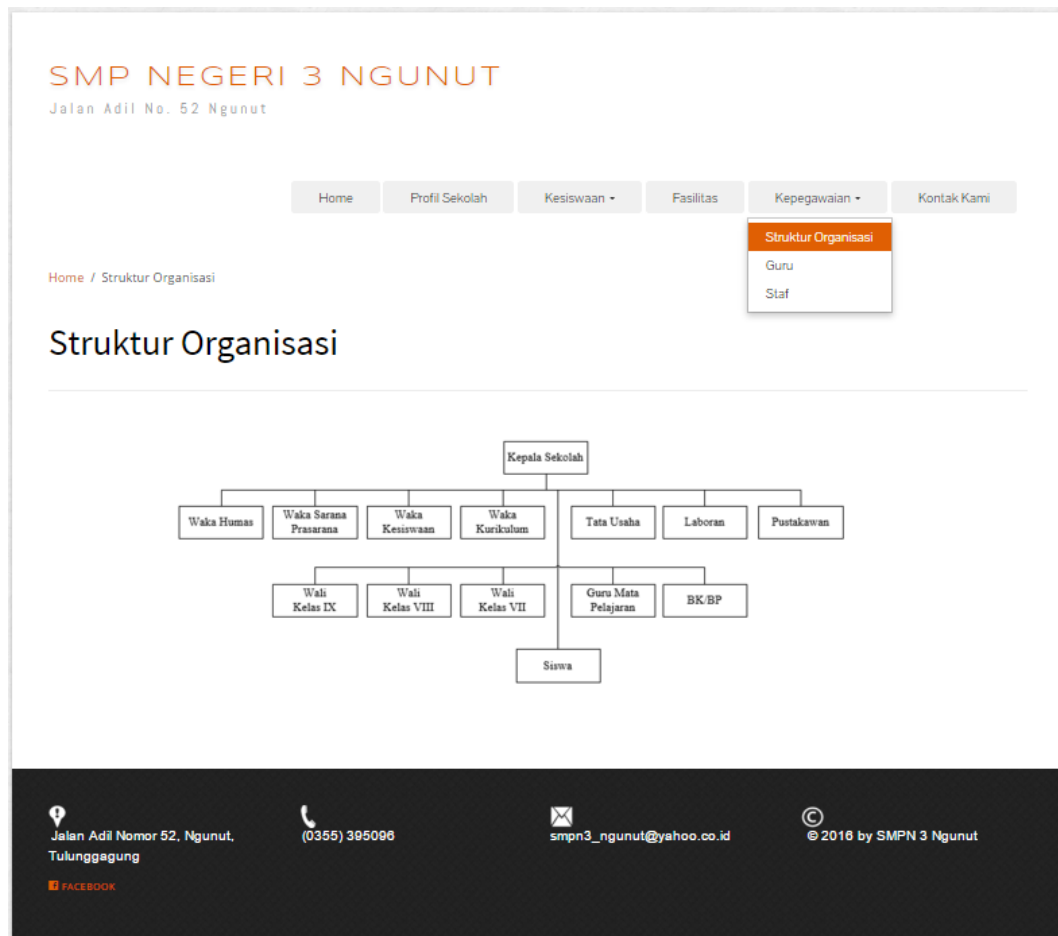 SMP NEGERI 3 NGUNUT
Jalan Adil No. 52 Ngunut
Home Profil Sekolah Kesiswaan Fasilitas Kepegawaian Kontak Kami
Struktur Organisasi
Guru
Staf
Home / Struktur Organisasi
Struktur Organisasi
Kepala Sekolah
Waka Humas
Waka Sarana
Prasarana
Waka
Kesiswaan
Waka
Kurikulum
Tata Usaha
Laboran
Pustakawan
Wali
Kelas IX
Wali
Kelas VIII
Wali
Kelas VII
Guru Mata
Pelajaran
BK/BP
Siswa
Jalan Adil Nomor 52, Ngunut,
Tulunggagung
FACEBOOK
(0355) 395096
smpn3_ngunut@yahoo.co.id
© 2016 by SMPN 3 Ngunut